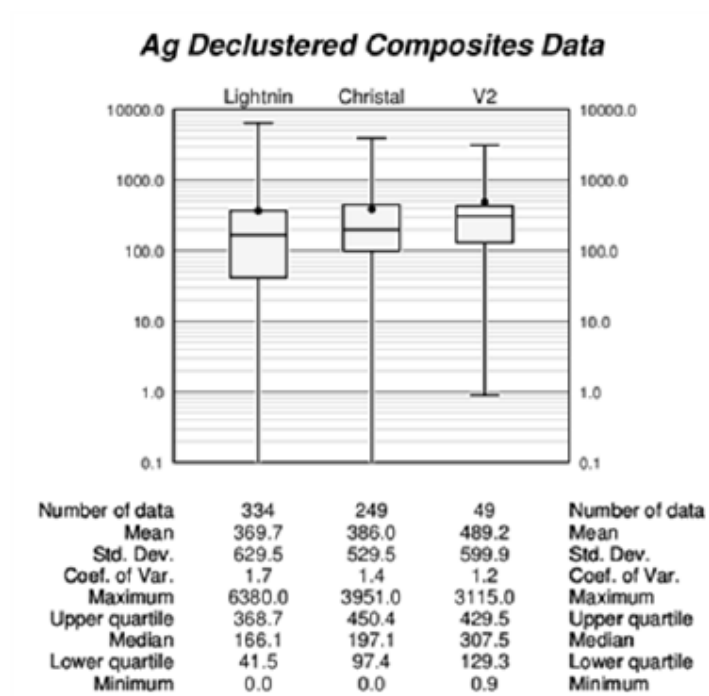 Ag Declustered Composites Data
Lightnin Christal V2
10000.0 10000.0
1000.0 1000.0
100.0 100.0
10.0 10.0
1.0 1.0
0.1 0.1
Number of data 334 249 49 Number of data
Mean 369.7 386.0 489.2 Mean
Std. Dev. 629.5 529.5 599.9 Std. Dev.
Coef. of Var. 1.7 1.4 1.2 Coef. of Var.
Maximum 6380.0 3951.0 3115.0 Maximum
Upper quartile 368.7 450.4 429.5 Upper quartile
Median 166.1 197.1 307.5 Median
Lower quartile 41.5 97.4 129.3 Lower quartile
Minimum 0.0 0.0 0.9 Minimum